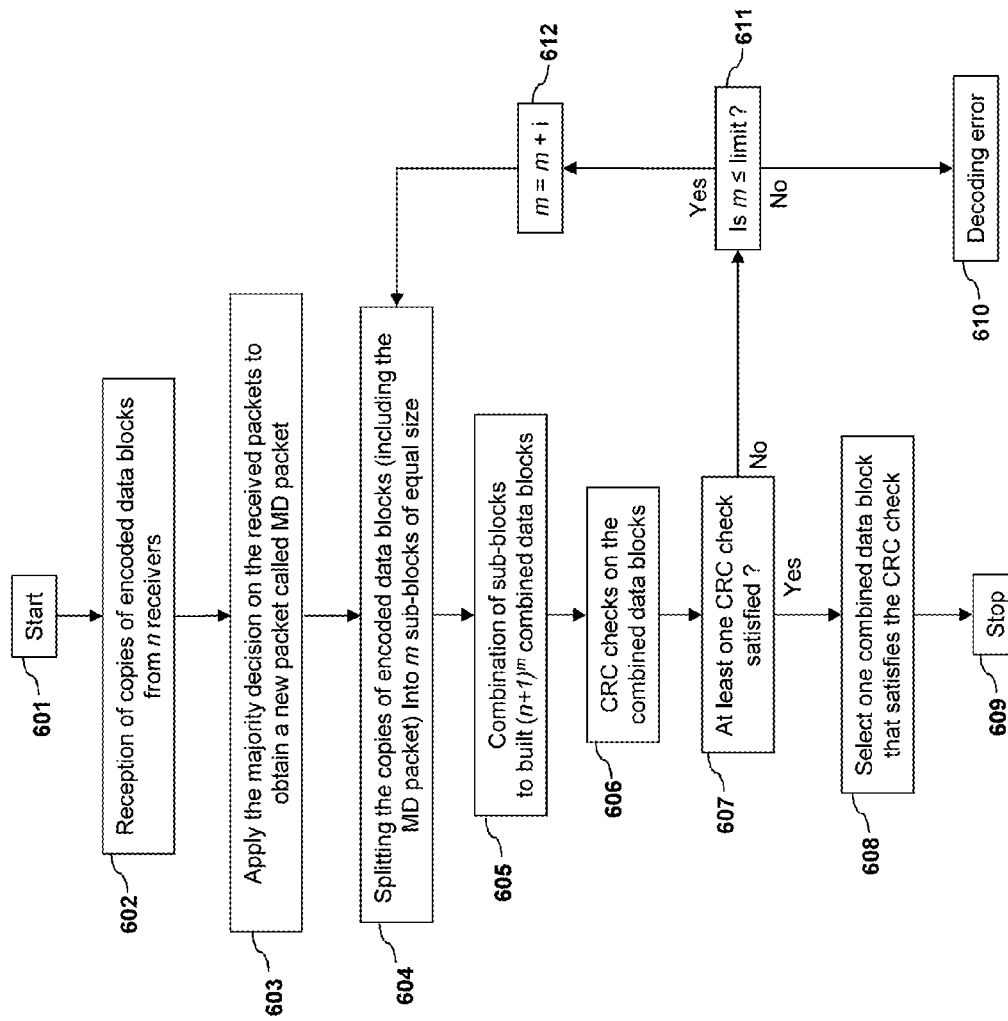 Start
601
Reception of copies of encoded data blocks
from n receivers
602
Apply the majority decision on the received packets to
obtain a new packet called MD packet
603
Splitting the copies of encoded data blocks (including the
MD packet) Into m sub-blocks of equal size
604
Combination of sub-blocks
to built (n+1)^m combined data blocks
605
CRC checks on the
combined data blocks
606
At least one CRC check
satisfied ?
607
No
Yes
Select one combined data block
that satisfies the CRC check
608
Stop
609
m = m + i
612
Yes
Is m ≤ limit ?
611
No
Decoding error
610